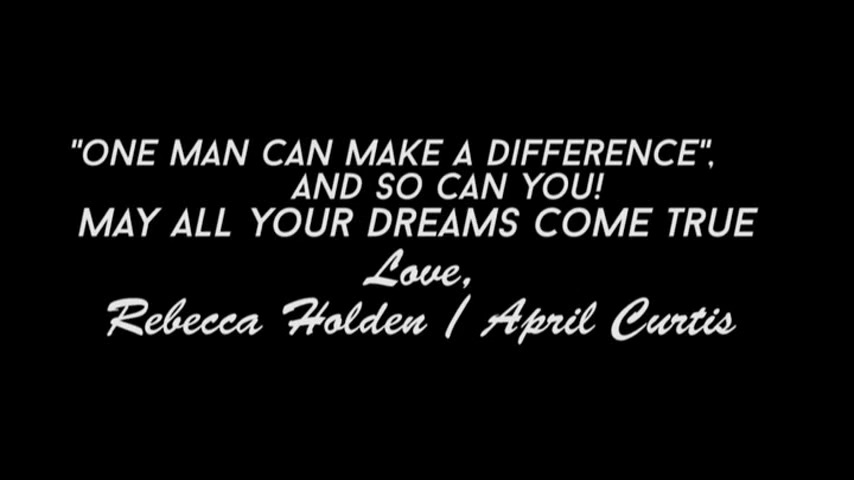 "ONE MAN CAN MAKE A DIFFERENCE",
AND SO CAN YOU!
MAY ALL YOUR DREAMS COME TRUE
Love,
Rebecca Holden / April Curtis